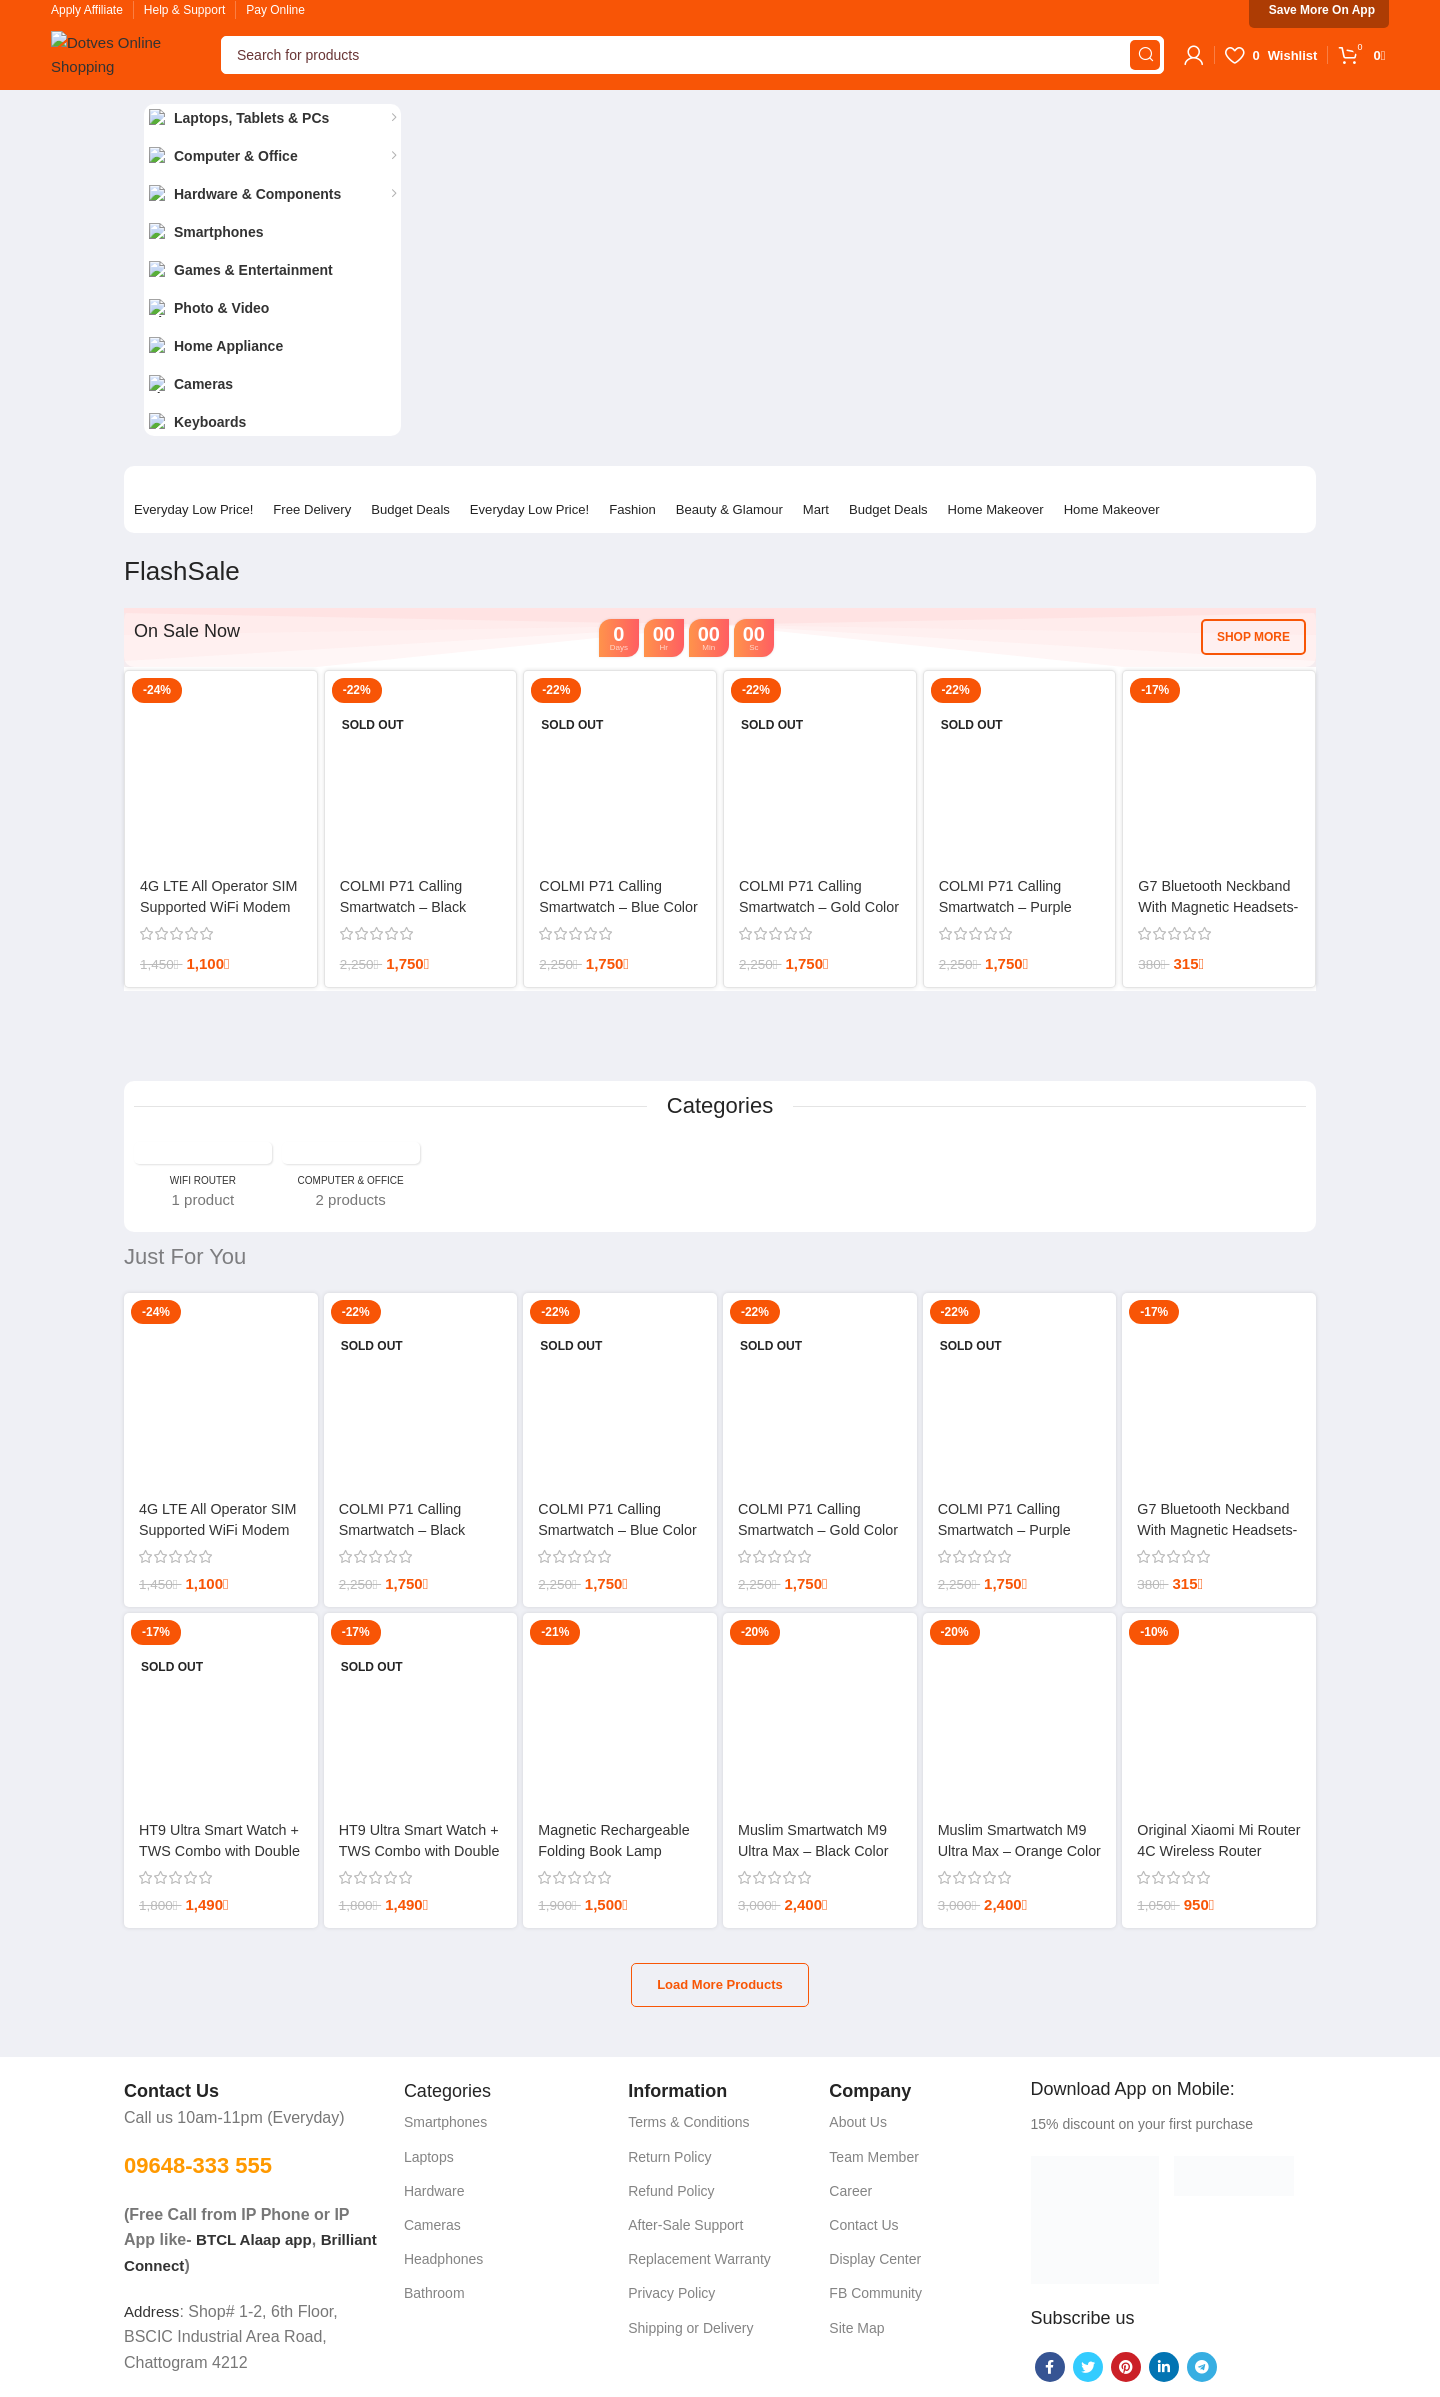 Apply Affiliate
Help & Support
Pay Online
Save More On App
Dotves Online
Shopping
Search for products
0 Wishlist
0
0
Laptops, Tablets & PCs
Computer & Office
Hardware & Components
Smartphones
Games & Entertainment
Photo & Video
Home Appliance
Cameras
Keyboards
Everyday Low Price! Free Delivery Budget Deals Everyday Low Price! Fashion Beauty & Glamour Mart Budget Deals Home Makeover Home Makeover
FlashSale
On Sale Now
0 00 00 00
Days Hr Min Sc
SHOP MORE
-24% -22% -22% -22% -22% -17%
SOLD OUT SOLD OUT SOLD OUT SOLD OUT
4G LTE All Operator SIM
Supported WiFi Modem
1,450 1,100
COLMI P71 Calling
Smartwatch – Black
2,250 1,750
COLMI P71 Calling
Smartwatch – Blue Color
2,250 1,750
COLMI P71 Calling
Smartwatch – Gold Color
2,250 1,750
COLMI P71 Calling
Smartwatch – Purple
2,250 1,750
G7 Bluetooth Neckband
With Magnetic Headsets-
380 315
Categories
WIFI ROUTER
1 product
COMPUTER & OFFICE
2 products
Just For You
-24% -22% -22% -22% -22% -17%
SOLD OUT SOLD OUT SOLD OUT SOLD OUT
4G LTE All Operator SIM
Supported WiFi Modem
1,450 1,100
COLMI P71 Calling
Smartwatch – Black
2,250 1,750
COLMI P71 Calling
Smartwatch – Blue Color
2,250 1,750
COLMI P71 Calling
Smartwatch – Gold Color
2,250 1,750
COLMI P71 Calling
Smartwatch – Purple
2,250 1,750
G7 Bluetooth Neckband
With Magnetic Headsets-
380 315
-17% -17% -21% -20% -20% -10%
SOLD OUT SOLD OUT
HT9 Ultra Smart Watch +
TWS Combo with Double
1,800 1,490
HT9 Ultra Smart Watch +
TWS Combo with Double
1,800 1,490
Magnetic Rechargeable
Folding Book Lamp
1,900 1,500
Muslim Smartwatch M9
Ultra Max – Black Color
3,000 2,400
Muslim Smartwatch M9
Ultra Max – Orange Color
3,000 2,400
Original Xiaomi Mi Router
4C Wireless Router
1,050 950
Load More Products
Contact Us
Call us 10am-11pm (Everyday)
09648-333 555
(Free Call from IP Phone or IP
App like- BTCL Alaap app, Brilliant
Connect)
Address: Shop# 1-2, 6th Floor,
BSCIC Industrial Area Road,
Chattogram 4212
Categories
Smartphones
Laptops
Hardware
Cameras
Headphones
Bathroom
Information
Terms & Conditions
Return Policy
Refund Policy
After-Sale Support
Replacement Warranty
Privacy Policy
Shipping or Delivery
Company
About Us
Team Member
Career
Contact Us
Display Center
FB Community
Site Map
Download App on Mobile:
15% discount on your first purchase
Subscribe us